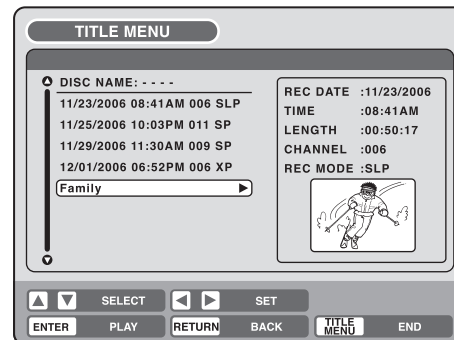 TITLE MENU
DISC NAME: - - - -
11/23/2006 08:41AM 006 SLP
11/25/2006 10:03PM 011 SP
11/29/2006 11:30AM 009 SP
12/01/2006 06:52PM 006 XP
Family
REC DATE :11/23/2006
TIME :08:41AM
LENGTH :00:50:17
CHANNEL :006
REC MODE :SLP
SELECT SET
ENTER PLAY RETURN BACK TITLE MENU END